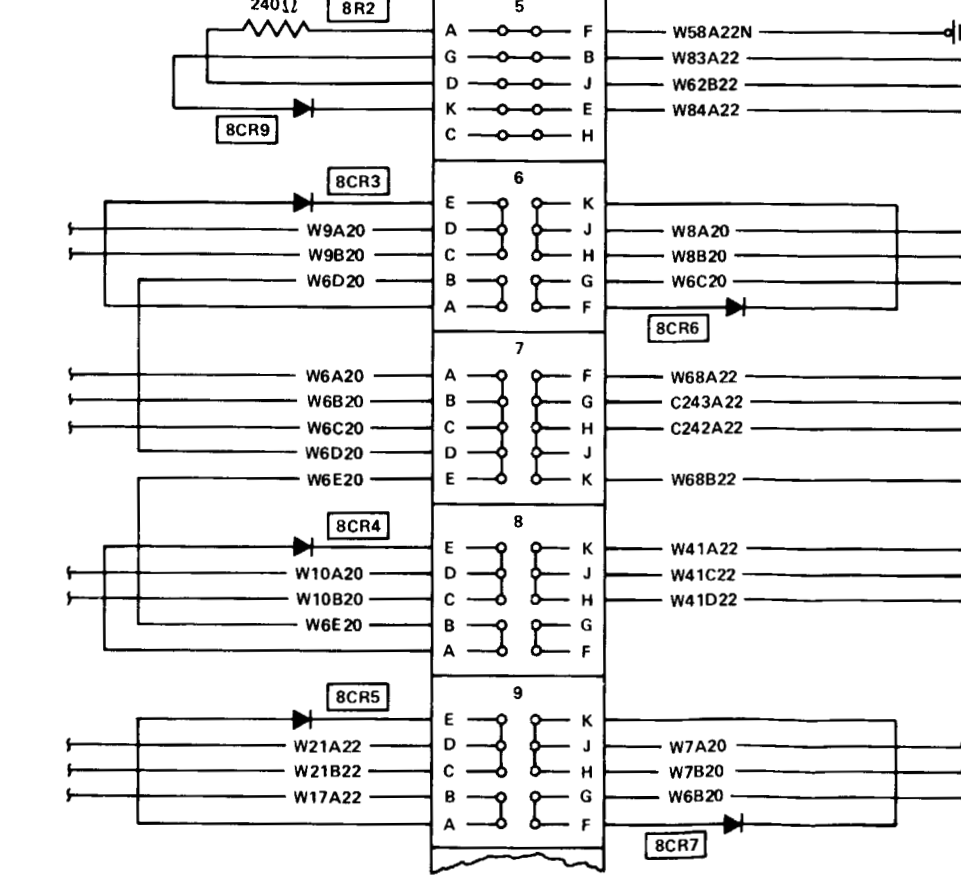 240Ω 8R2 5
A F W58A22N
G B W83A22
D J W62B22
K E W84A22
8CR9 C H
8CR3 6
E K
W9A20 D J W8A20
W9B20 C H W8B20
W6D20 B G W6C20
A F
8CR6
7
W6A20 A F W68A22
W6B20 B G C243A22
W6C20 C H C242A22
W6D20 D J
W6E20 E K W68B22
8CR4 8
E K W41A22
W10A20 D J W41C22
W10B20 C H W41D22
W6E20 B G
A F
8CR5 9
E K
W21A22 D J W7A20
W21B22 C H W7B20
W17A22 B G W6B20
A F
8CR7